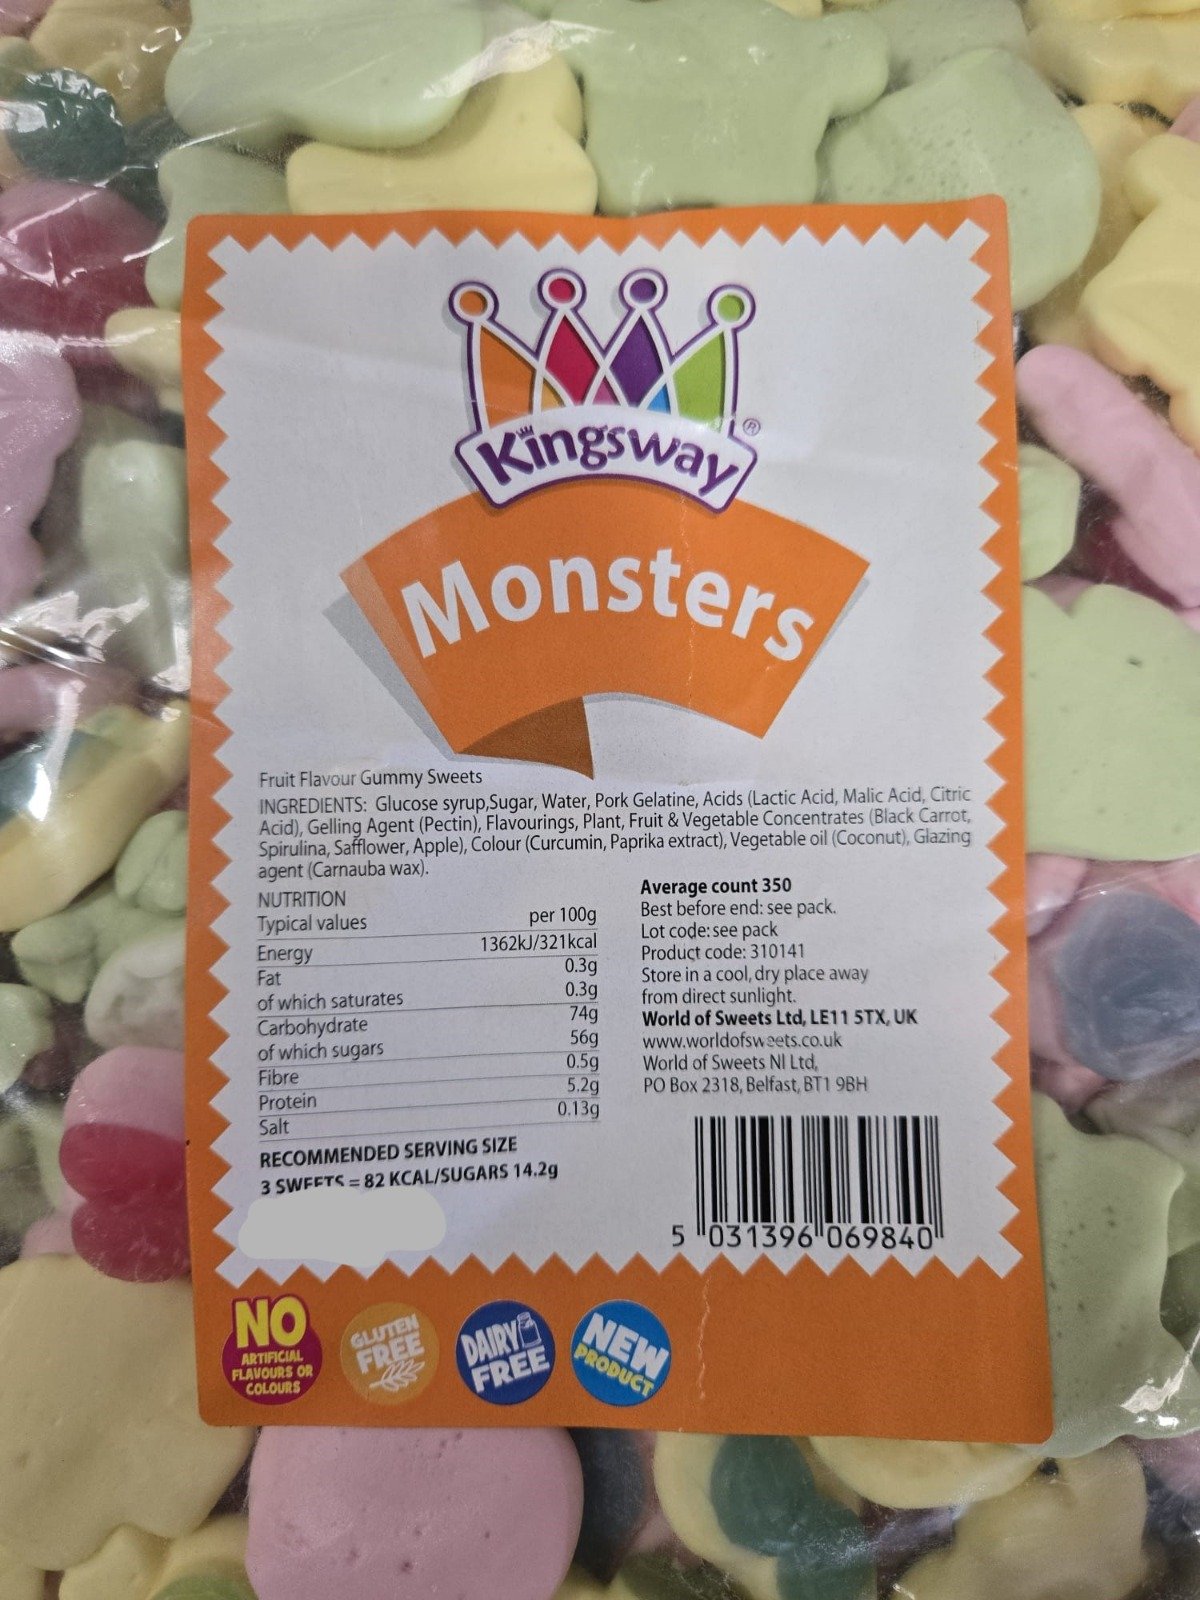 Kingsway ®
Monsters
Fruit Flavour Gummy Sweets
INGREDIENTS: Glucose syrup,Sugar, Water, Pork Gelatine, Acids (Lactic Acid, Malic Acid, Citric
Acid), Gelling Agent (Pectin), Flavourings, Plant, Fruit & Vegetable Concentrates (Black Carrot,
Spirulina, Safflower, Apple), Colour (Curcumin, Paprika extract), Vegetable oil (Coconut), Glazing
agent (Carnauba wax).
NUTRITION
Typical values per 100g
Energy 1362kJ/321kcal
Fat 0.3g
of which saturates 0.3g
Carbohydrate 74g
of which sugars 56g
Fibre 0.5g
Protein 5.2g
Salt 0.13g
RECOMMENDED SERVING SIZE
3 SWEETS = 82 KCAL/SUGARS 14.2g
Average count 350
Best before end: see pack.
Lot code: see pack
Product code: 310141
Store in a cool, dry place away
from direct sunlight.
World of Sweets Ltd, LE11 5TX, UK
www.worldofsweets.co.uk
World of Sweets NI Ltd,
PO Box 2318, Belfast, BT1 9BH
5 031396 069840
NO
ARTIFICIAL
FLAVOURS OR
COLOURS
GLUTEN
FREE
DAIRY
FREE
NEW
PRODUCT